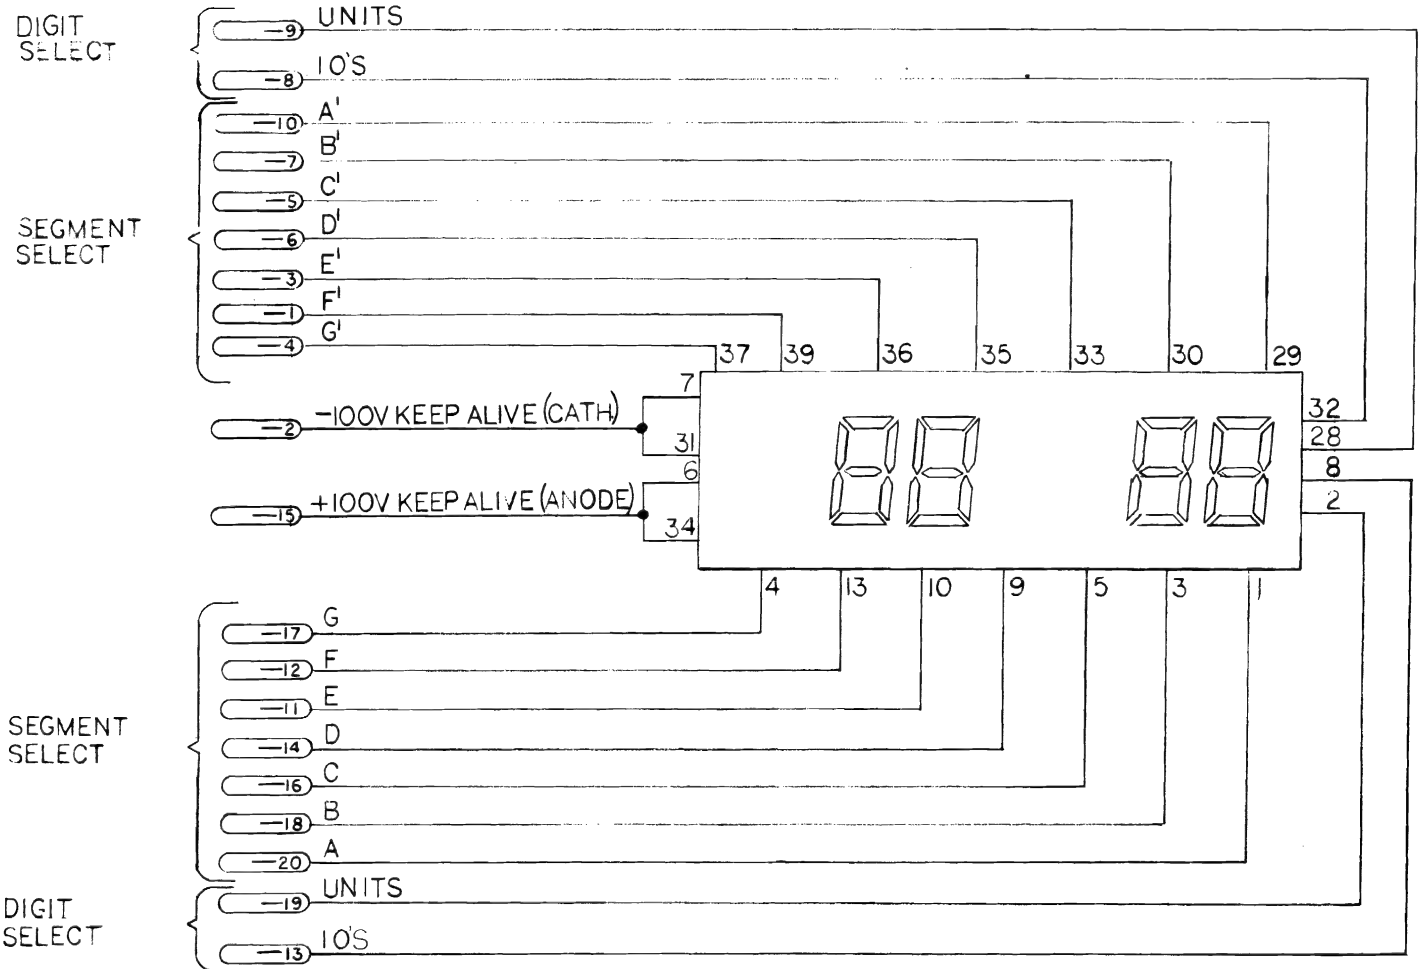 DIGIT
SELECT
-9 UNITS
-8 10'S
-10 A'
-7 B'
-5 C'
SEGMENT
SELECT
-6 D'
-3 E'
-1 F'
-4 G'
37 39 36 35 33 30 29
-2 -100V KEEP ALIVE (CATH)
7
31
-15 +100V KEEP ALIVE (ANODE)
6
34
32
28
8
2
4 13 10 9 5 3 1
-17 G
-12 F
-11 E
SEGMENT
SELECT
-14 D
-16 C
-18 B
-20 A
DIGIT
SELECT
-19 UNITS
-13 10'S